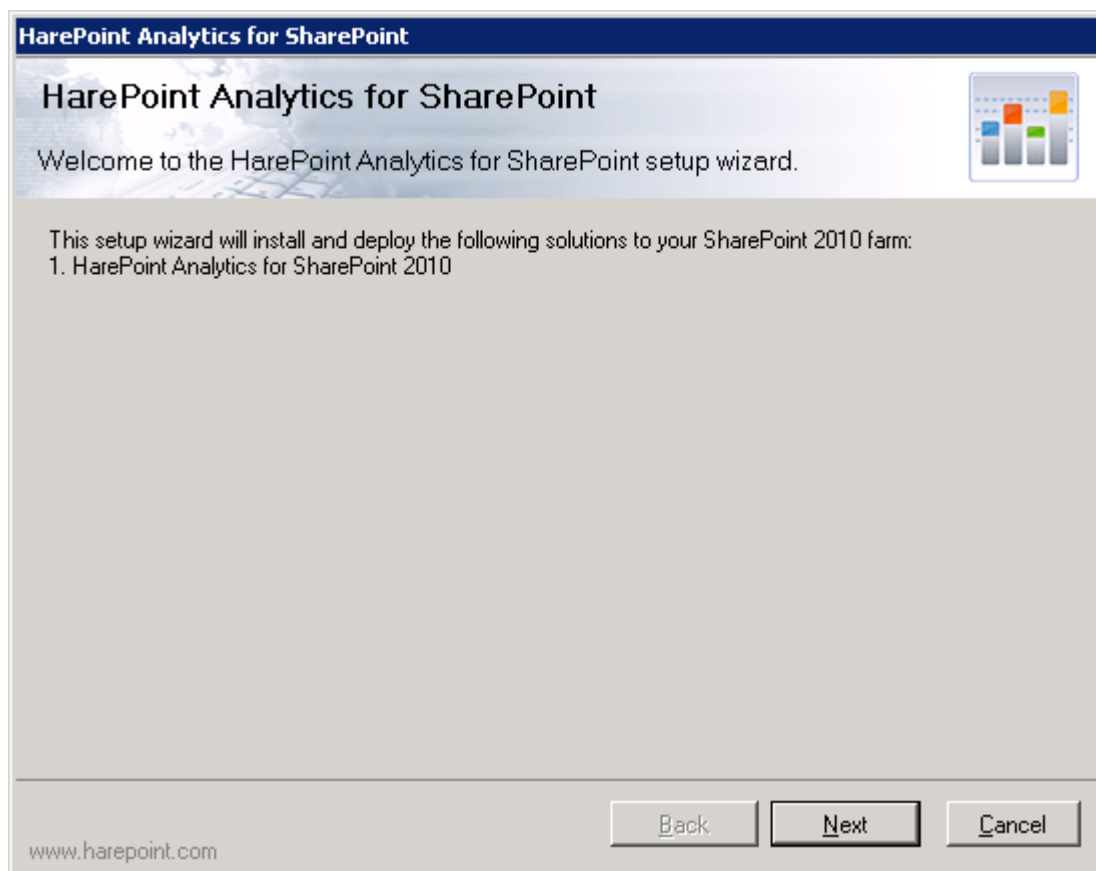 HarePoint Analytics for SharePoint
HarePoint Analytics for SharePoint
Welcome to the HarePoint Analytics for SharePoint setup wizard.
This setup wizard will install and deploy the following solutions to your SharePoint 2010 farm:
1. HarePoint Analytics for SharePoint 2010
Back Next Cancel
www.harepoint.com